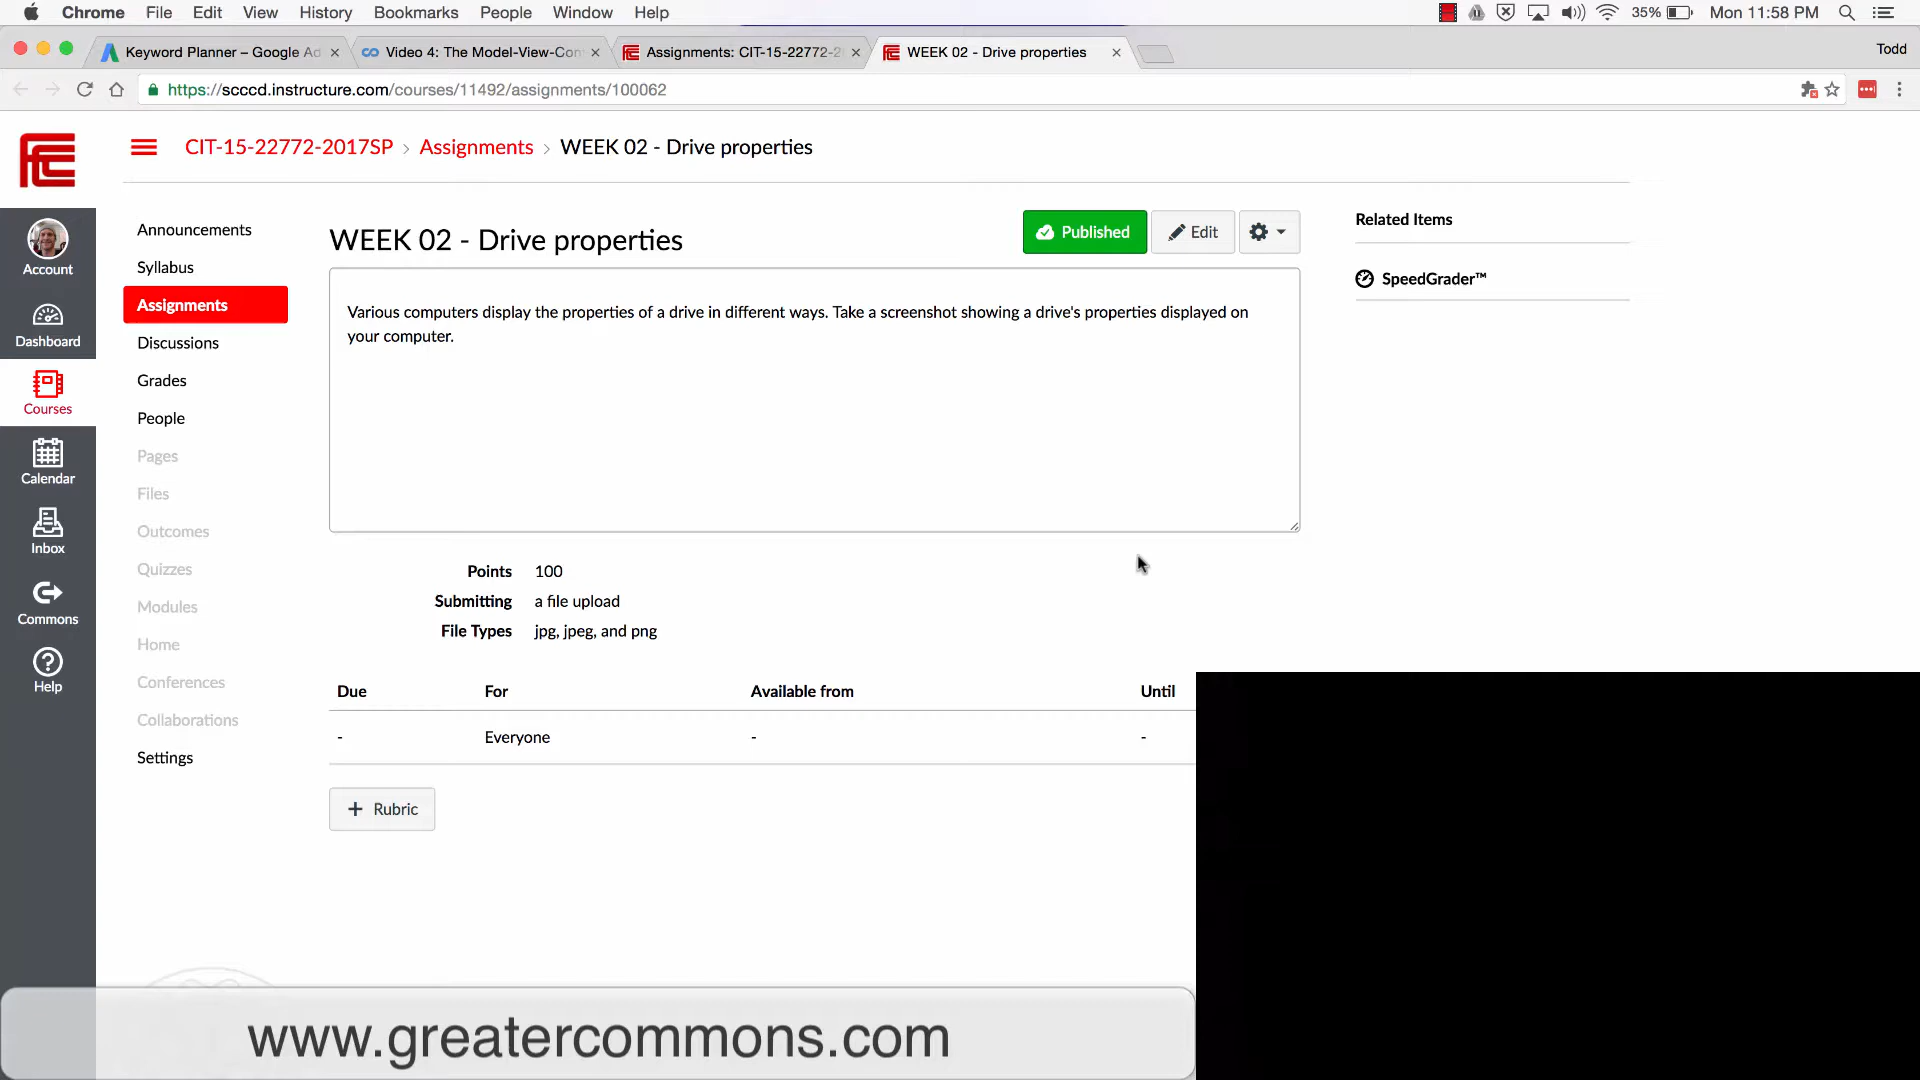 Chrome File Edit View History Bookmarks People Window Help 35% Mon 11:58 PM
Keyword Planner – Google Ad Video 4: The Model-View-Con Assignments: CIT-15-22772-2 WEEK 02 - Drive properties Todd
https://scccd.instructure.com/courses/11492/assignments/100062
CIT-15-22772-2017SP › Assignments › WEEK 02 - Drive properties
Account
Dashboard
Courses
Calendar
Inbox
Commons
Help
Announcements
Syllabus
Assignments
Discussions
Grades
People
Pages
Files
Outcomes
Quizzes
Modules
Home
Conferences
Collaborations
Settings
WEEK 02 - Drive properties
Published Edit
Various computers display the properties of a drive in different ways. Take a screenshot showing a drive's properties displayed on
your computer.
Points 100
Submitting a file upload
File Types jpg, jpeg, and png
Due For Available from Until
- Everyone - -
+ Rubric
Related Items
SpeedGrader™
www.greatercommons.com